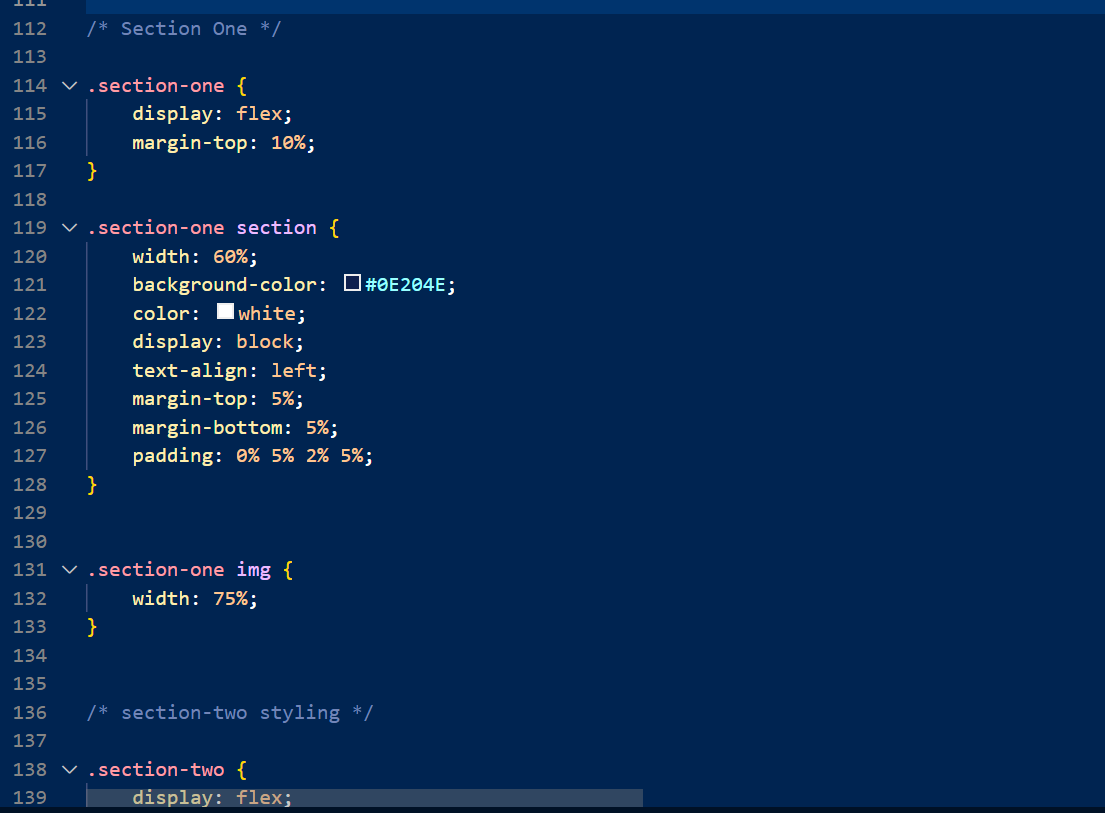 111
112 /* Section One */
113
114 .section-one {
115 display: flex;
116 margin-top: 10%;
117 }
118
119 .section-one section {
120 width: 60%;
121 background-color: #0E204E;
122 color: white;
123 display: block;
124 text-align: left;
125 margin-top: 5%;
126 margin-bottom: 5%;
127 padding: 0% 5% 2% 5%;
128 }
129
130
131 .section-one img {
132 width: 75%;
133 }
134
135
136 /* section-two styling */
137
138 .section-two {
139 display: flex;